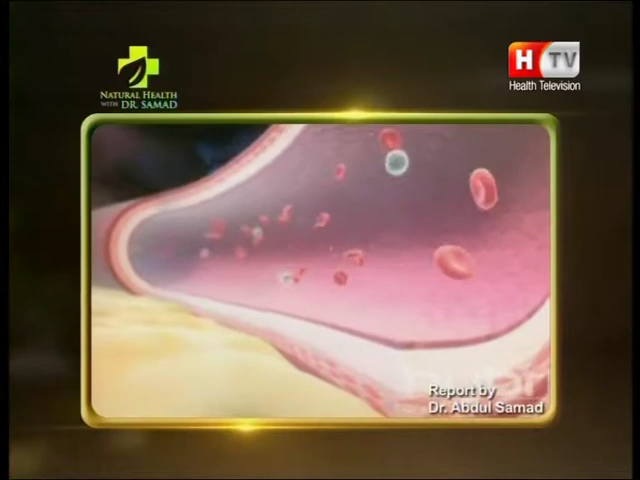 H TV
Health Television
NATURAL HEALTH
WITH DR. SAMAD
Report by
Dr. Abdul Samad